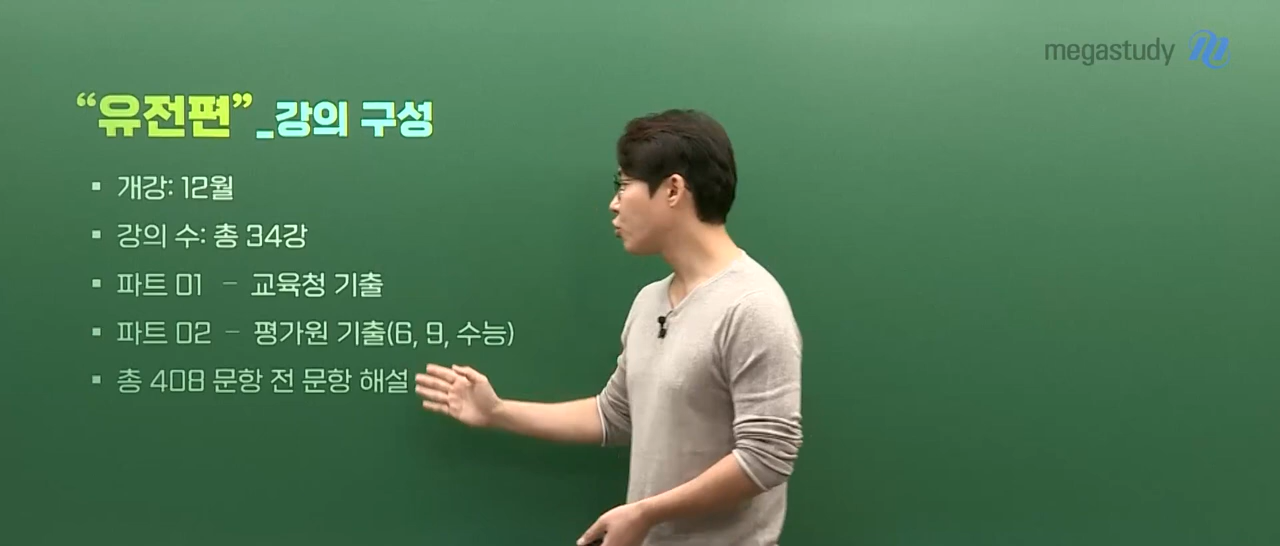 megastudy
“유전편”_강의 구성
▪ 개강: 12월
▪ 강의 수: 총 34강
▪ 파트 01 – 교육청 기출
▪ 파트 02 – 평가원 기출(6, 9, 수능)
▪ 총 408 문항 전 문항 해설